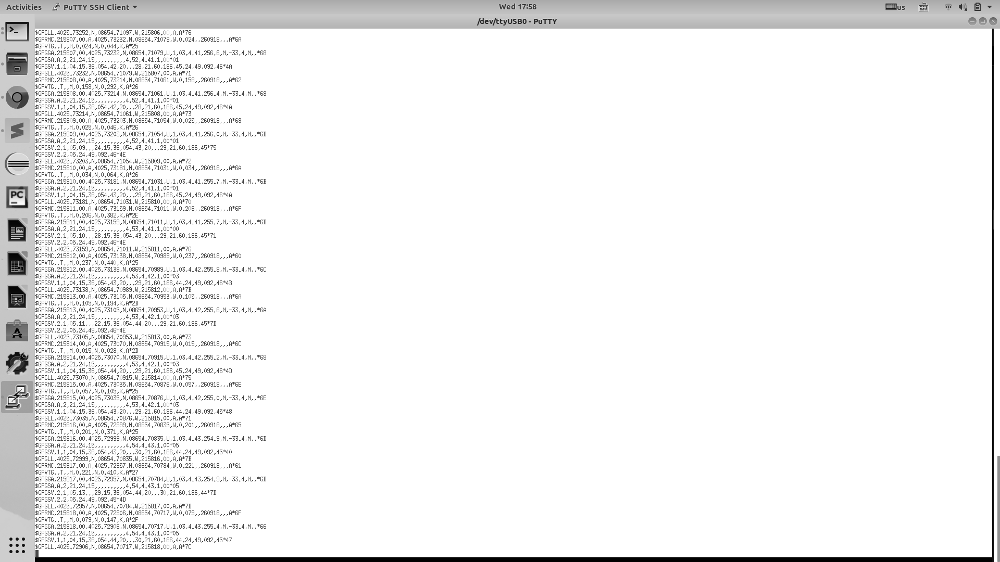 Activities PuTTY SSH Client Wed 17:58 us
/dev/ttyUSB0 - PuTTY
$GPGLL,4025.73252,N,08654.71097,W,215806.00,A,A*76
$GPRMC,215807.00,A,4025.73232,N,08654.71079,W,0.024,,260918,,,A*6A
$GPVTG,,T,,M,0.024,N,0.044,K,A*25
$GPGGA,215807.00,4025.73232,N,08654.71079,W,1,03,4.41,256.6,M,-33.4,M,,*68
$GPGSA,A,2,21,24,15,,,,,,,,,,4.52,4.41,1.00*01
$GPGSV,1,1,04,15,36,054,42,20,,,28,21,60,186,45,24,49,092,46*4A
$GPGLL,4025.73232,N,08654.71079,W,215807.00,A,A*71
$GPRMC,215808.00,A,4025.73214,N,08654.71061,W,0.158,,260918,,,A*62
$GPVTG,,T,,M,0.158,N,0.292,K,A*26
$GPGGA,215808.00,4025.73214,N,08654.71061,W,1,03,4.41,256.4,M,-33.4,M,,*68
$GPGSA,A,2,21,24,15,,,,,,,,,,4.52,4.41,1.00*01
$GPGSV,1,1,04,15,36,054,42,20,,,28,21,60,186,45,24,49,092,46*4A
$GPGLL,4025.73214,N,08654.71061,W,215808.00,A,A*73
$GPRMC,215809.00,A,4025.73203,N,08654.71054,W,0.025,,260918,,,A*68
$GPVTG,,T,,M,0.025,N,0.046,K,A*26
$GPGGA,215809.00,4025.73203,N,08654.71054,W,1,03,4.41,256.0,M,-33.4,M,,*6D
$GPGSA,A,2,21,24,15,,,,,,,,,,4.52,4.41,1.00*01
$GPGSV,2,1,05,09,,,24,15,36,054,43,20,,,29,21,60,186,45*75
$GPGSV,2,2,05,24,49,092,46*4E
$GPGLL,4025.73203,N,08654.71054,W,215809.00,A,A*72
$GPRMC,215810.00,A,4025.73181,N,08654.71031,W,0.034,,260918,,,A*6A
$GPVTG,,T,,M,0.034,N,0.064,K,A*26
$GPGGA,215810.00,4025.73181,N,08654.71031,W,1,03,4.41,255.7,M,-33.4,M,,*6B
$GPGSA,A,2,21,24,15,,,,,,,,,,4.52,4.41,1.00*01
$GPGSV,1,1,04,15,36,054,43,20,,,29,21,60,186,45,24,49,092,46*4A
$GPGLL,4025.73181,N,08654.71031,W,215810.00,A,A*70
$GPRMC,215811.00,A,4025.73159,N,08654.71011,W,0.206,,260918,,,A*6F
$GPVTG,,T,,M,0.206,N,0.382,K,A*2E
$GPGGA,215811.00,4025.73159,N,08654.71011,W,1,03,4.41,255.7,M,-33.4,M,,*6D
$GPGSA,A,2,21,24,15,,,,,,,,,,4.53,4.41,1.00*00
$GPGSV,2,1,05,10,,,28,15,36,054,43,20,,,29,21,60,186,45*71
$GPGSV,2,2,05,24,49,092,46*4E
$GPGLL,4025.73159,N,08654.71011,W,215811.00,A,A*76
$GPRMC,215812.00,A,4025.73138,N,08654.70989,W,0.237,,260918,,,A*60
$GPVTG,,T,,M,0.237,N,0.440,K,A*25
$GPGGA,215812.00,4025.73138,N,08654.70989,W,1,03,4.42,255.8,M,-33.4,M,,*6C
$GPGSA,A,2,21,24,15,,,,,,,,,,4.53,4.42,1.00*03
$GPGSV,1,1,04,15,36,054,43,20,,,29,21,60,186,44,24,49,092,46*4B
$GPGLL,4025.73138,N,08654.70989,W,215812.00,A,A*7B
$GPRMC,215813.00,A,4025.73105,N,08654.70953,W,0.105,,260918,,,A*6A
$GPVTG,,T,,M,0.105,N,0.194,K,A*2B
$GPGGA,215813.00,4025.73105,N,08654.70953,W,1,03,4.42,255.6,M,-33.4,M,,*6A
$GPGSA,A,2,21,24,15,,,,,,,,,,4.53,4.42,1.00*03
$GPGSV,2,1,05,11,,,22,15,36,054,44,20,,,29,21,60,186,45*7D
$GPGSV,2,2,05,24,49,092,46*4E
$GPGLL,4025.73105,N,08654.70953,W,215813.00,A,A*73
$GPRMC,215814.00,A,4025.73070,N,08654.70915,W,0.015,,260918,,,A*6C
$GPVTG,,T,,M,0.015,N,0.028,K,A*2D
$GPGGA,215814.00,4025.73070,N,08654.70915,W,1,03,4.42,255.2,M,-33.4,M,,*68
$GPGSA,A,2,21,24,15,,,,,,,,,,4.53,4.42,1.00*03
$GPGSV,1,1,04,15,36,054,44,20,,,29,21,60,186,45,24,49,092,46*4D
$GPGLL,4025.73070,N,08654.70915,W,215814.00,A,A*75
$GPRMC,215815.00,A,4025.73035,N,08654.70876,W,0.057,,260918,,,A*6E
$GPVTG,,T,,M,0.057,N,0.105,K,A*25
$GPGGA,215815.00,4025.73035,N,08654.70876,W,1,03,4.42,255.0,M,-33.4,M,,*6E
$GPGSA,A,2,21,24,15,,,,,,,,,,4.53,4.42,1.00*03
$GPGSV,1,1,04,15,36,054,43,20,,,29,21,60,186,44,24,49,092,45*48
$GPGLL,4025.73035,N,08654.70876,W,215815.00,A,A*71
$GPRMC,215816.00,A,4025.72999,N,08654.70835,W,0.201,,260918,,,A*65
$GPVTG,,T,,M,0.201,N,0.371,K,A*25
$GPGGA,215816.00,4025.72999,N,08654.70835,W,1,03,4.43,254.9,M,-33.4,M,,*6D
$GPGSA,A,2,21,24,15,,,,,,,,,,4.54,4.43,1.00*05
$GPGSV,1,1,04,15,36,054,43,20,,,30,21,60,186,44,24,49,092,45*40
$GPGLL,4025.72999,N,08654.70835,W,215816.00,A,A*7B
$GPRMC,215817.00,A,4025.72957,N,08654.70784,W,0.221,,260918,,,A*61
$GPVTG,,T,,M,0.221,N,0.410,K,A*27
$GPGGA,215817.00,4025.72957,N,08654.70784,W,1,03,4.43,254.9,M,-33.4,M,,*6B
$GPGSA,A,2,21,24,15,,,,,,,,,,4.54,4.43,1.00*05
$GPGSV,2,1,05,13,,,29,15,36,054,44,20,,,30,21,60,186,44*7D
$GPGSV,2,2,05,24,49,092,45*4D
$GPGLL,4025.72957,N,08654.70784,W,215817.00,A,A*7D
$GPRMC,215818.00,A,4025.72906,N,08654.70717,W,0.079,,260918,,,A*6F
$GPVTG,,T,,M,0.079,N,0.147,K,A*2F
$GPGGA,215818.00,4025.72906,N,08654.70717,W,1,03,4.43,255.4,M,-33.4,M,,*66
$GPGSA,A,2,21,24,15,,,,,,,,,,4.54,4.43,1.00*05
$GPGSV,1,1,04,15,36,054,44,20,,,30,21,60,186,44,24,49,092,45*47
$GPGLL,4025.72906,N,08654.70717,W,215818.00,A,A*7C
PC